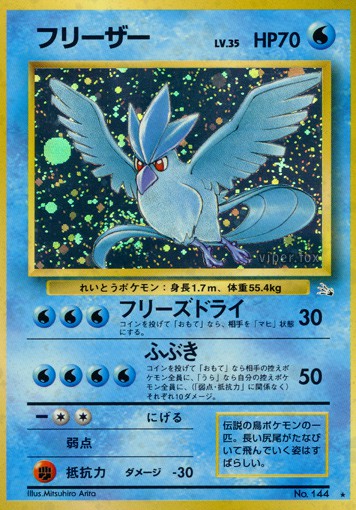 フリーザー LV.35 HP70
viper.fox
れいとうポケモン：身長1.7m、体重55.4kg
フリーズドライ 30
コインを投げて「おもて」なら、相手を「マヒ」状態
にする。
ふぶき 50
コインを投げて「おもて」なら相手の控えポ
ケモン全員に、「うら」なら自分の控えポケ
モン全員に、（「弱点・抵抗力」に関係なく）
それぞれ10ダメージ。
にげる
弱点
抵抗力 ダメージ -30
伝説の鳥ポケモンの一
匹。長い尻尾がたなび
いて飛んでいく姿はす
ばらしい。
Illus. Mitsuhiro Arita No. 144 ★